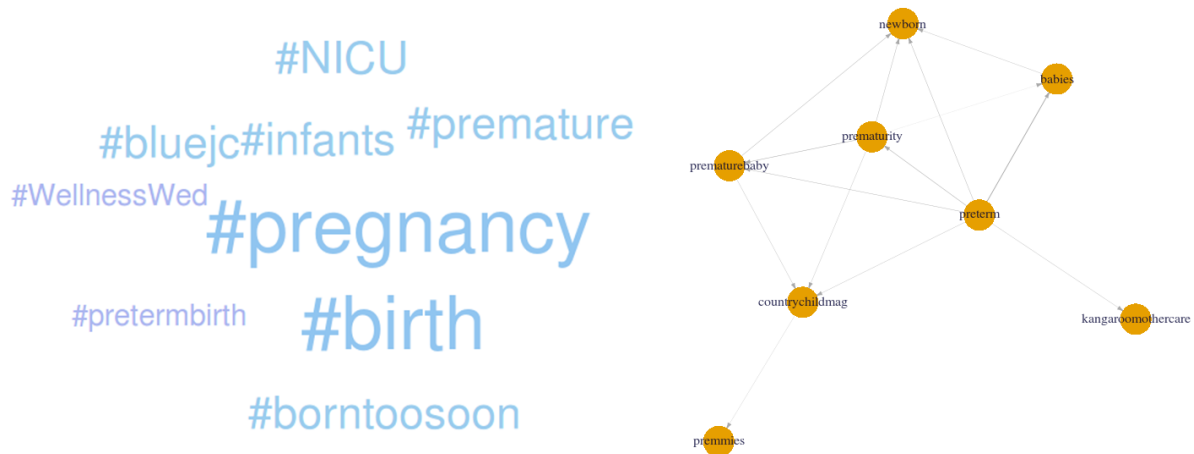 #NICU
#bluejc
#infants
#premature
#WellnessWed
#pregnancy
#pretermbirth
#birth
#borntoosoon
newborn
babies
prematurity
prematurebaby
preterm
countrychildmag
kangaroomothercare
premmies